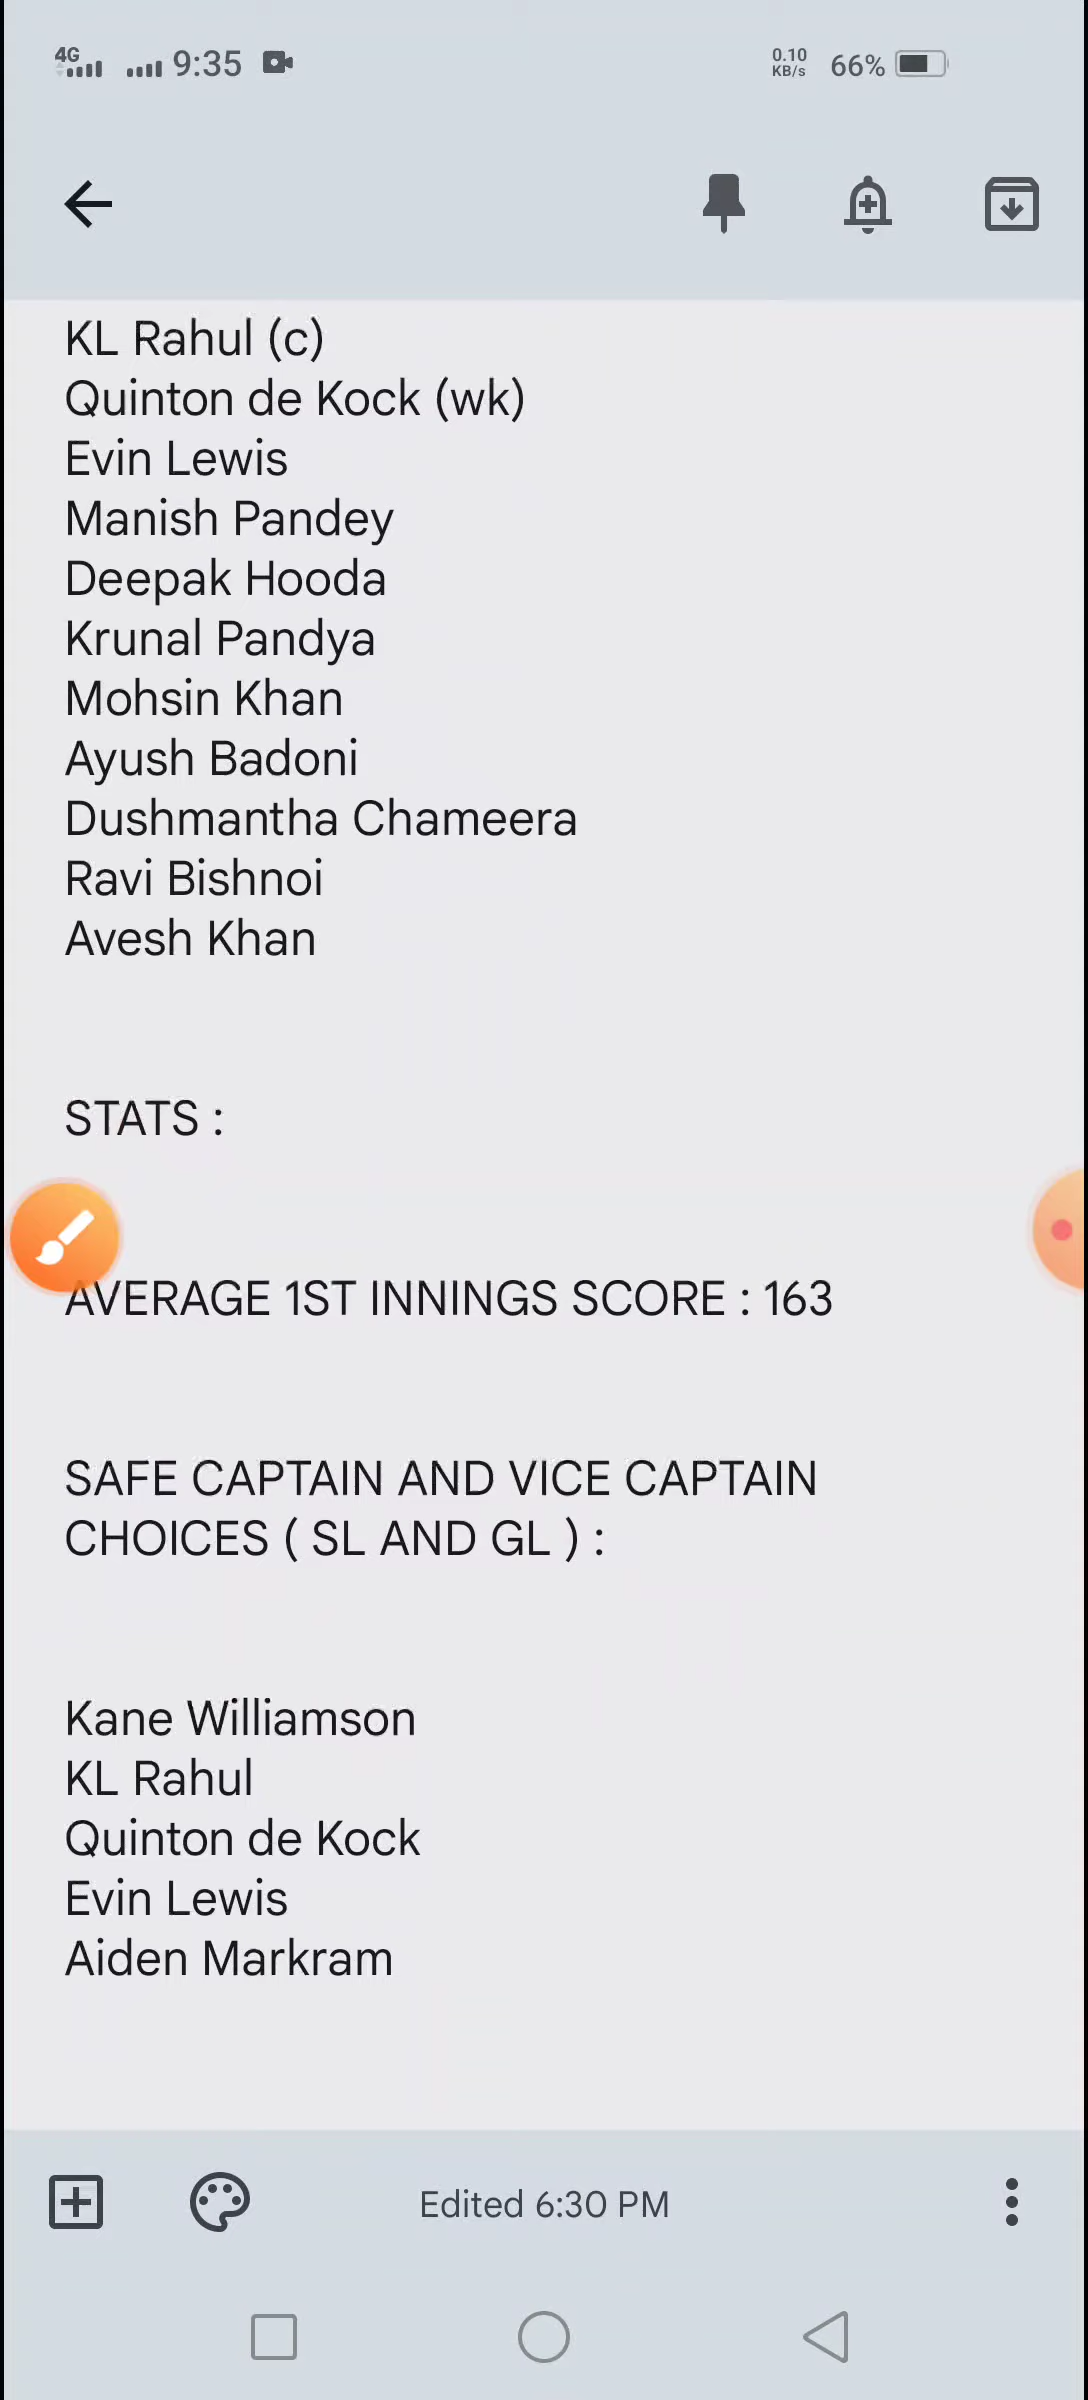 4G 9:35 0.10 KB/s 66%
KL Rahul (c)
Quinton de Kock (wk)
Evin Lewis
Manish Pandey
Deepak Hooda
Krunal Pandya
Mohsin Khan
Ayush Badoni
Dushmantha Chameera
Ravi Bishnoi
Avesh Khan
STATS :
AVERAGE 1ST INNINGS SCORE : 163
SAFE CAPTAIN AND VICE CAPTAIN
CHOICES ( SL AND GL ) :
Kane Williamson
KL Rahul
Quinton de Kock
Evin Lewis
Aiden Markram
Edited 6:30 PM